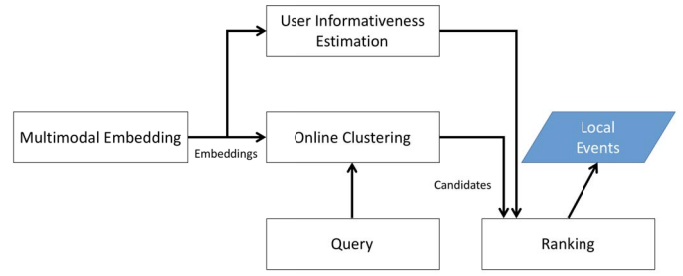 User Informativeness
Estimation
Multimodal Embedding
Embeddings
Online Clustering
Local
Events
Candidates
Query
Ranking